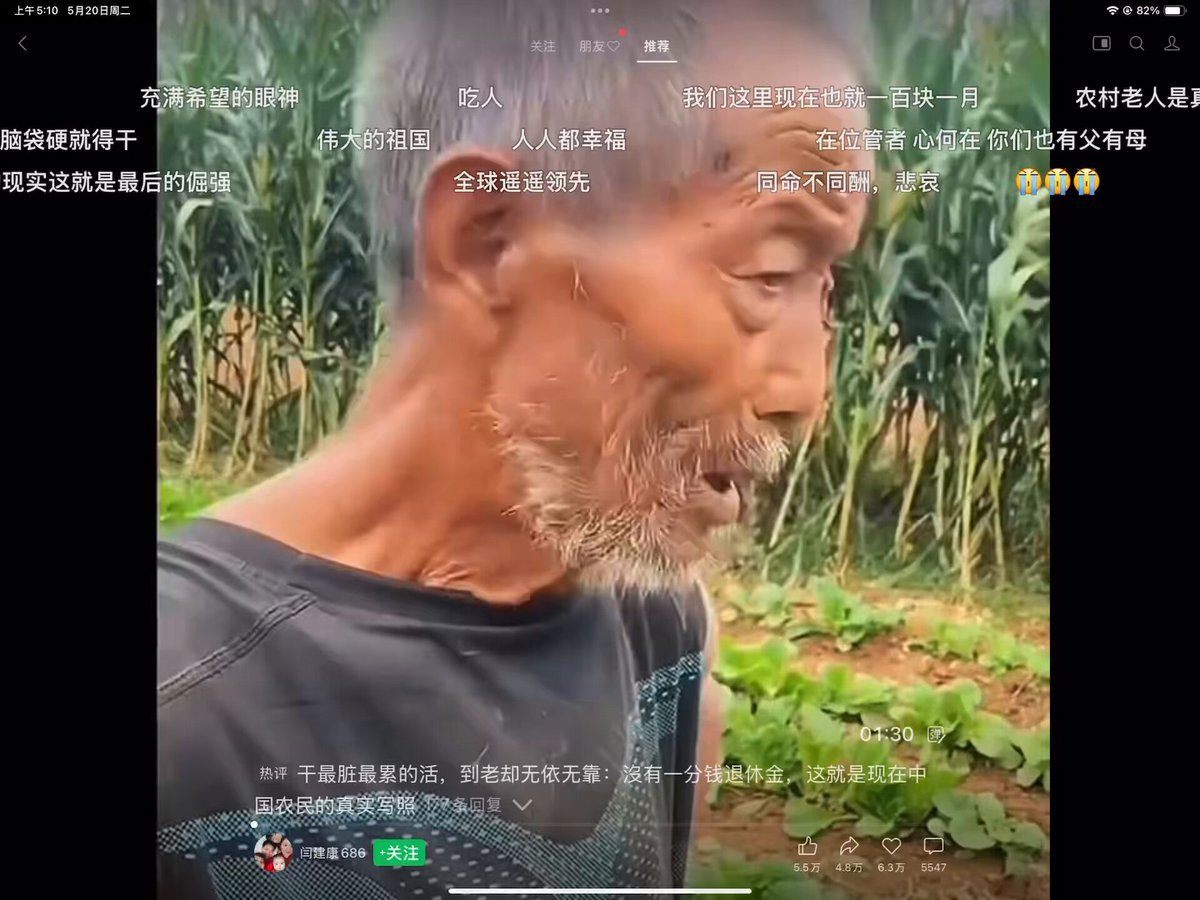 上午5:10 5月20日周二
82%
关注 朋友♡ 推荐
充满希望的眼神 吃人 我们这里现在也就一百块一月 农村老人是真
脑袋硬就得干 伟大的祖国 人人都幸福 在位管者 心何在 你们也有父有母
现实这就是最后的倔强 全球遥遥领先 同命不同酬，悲哀 😭😭😭
01:30 弹
热评 干最脏最累的活，到老却无依无靠：沒有一分钱退休金，这就是现在中
国农民的真实写照 条回复
闫建康686 +关注
5.5万 4.8万 6.3万 5547